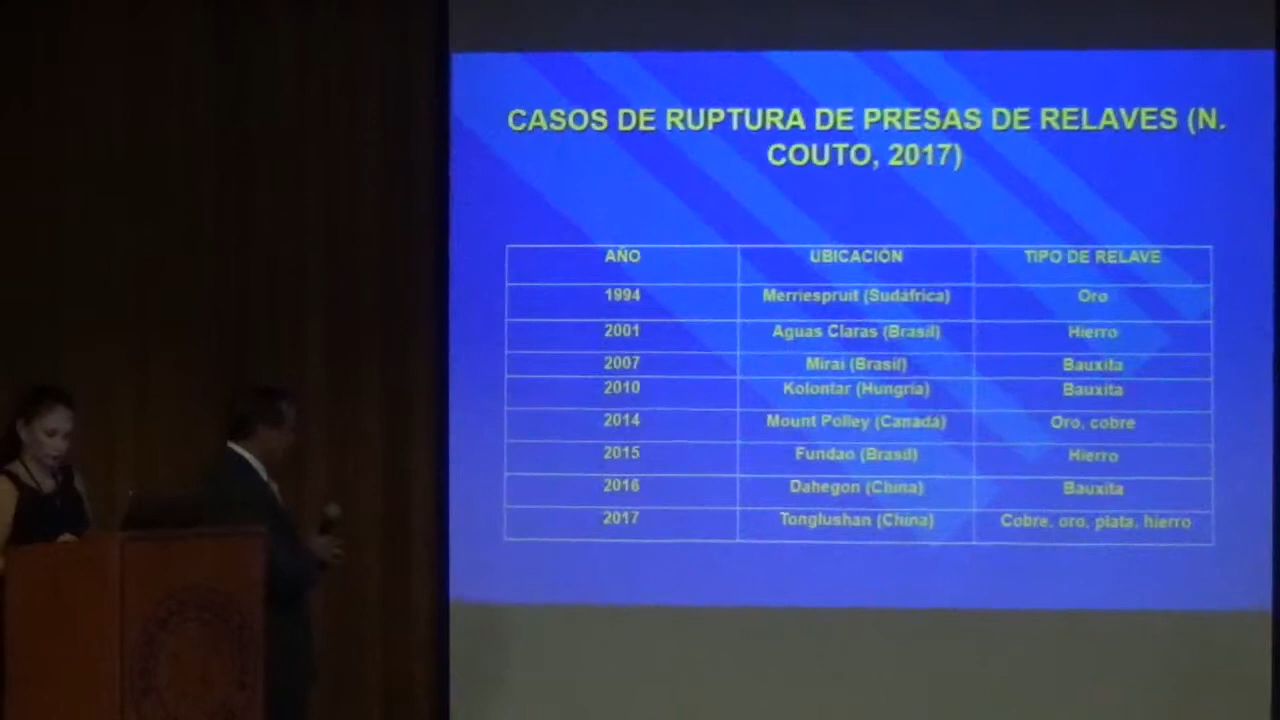 CASOS DE RUPTURA DE PRESAS DE RELAVES (N.
COUTO, 2017)
AÑO UBICACIÓN TIPO DE RELAVE
1994 Merriespruit (Sudáfrica) Oro
2001 Aguas Claras (Brasil) Hierro
2007 Mirai (Brasil) Bauxita
2010 Kolontar (Hungría) Bauxita
2014 Mount Polley (Canadá) Oro, cobre
2015 Fundao (Brasil) Hierro
2016 Dahegon (China) Bauxita
2017 Tonglushan (China) Cobre, oro, plata, hierro